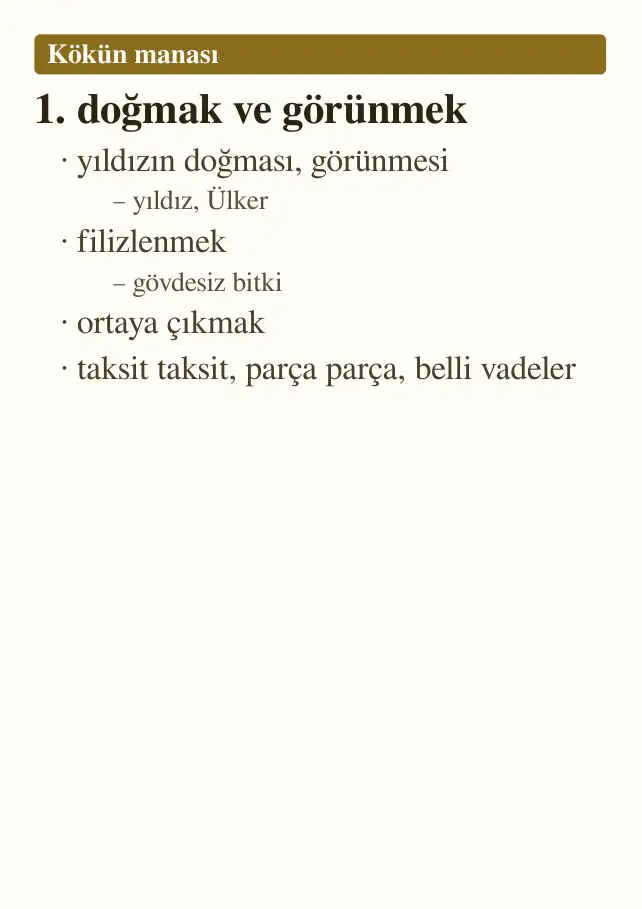 Kökün manası
1. doğmak ve görünmek
· yıldızın doğması, görünmesi
– yıldız, Ülker
· filizlenmek
– gövdesiz bitki
· ortaya çıkmak
· taksit taksit, parça parça, belli vadeler